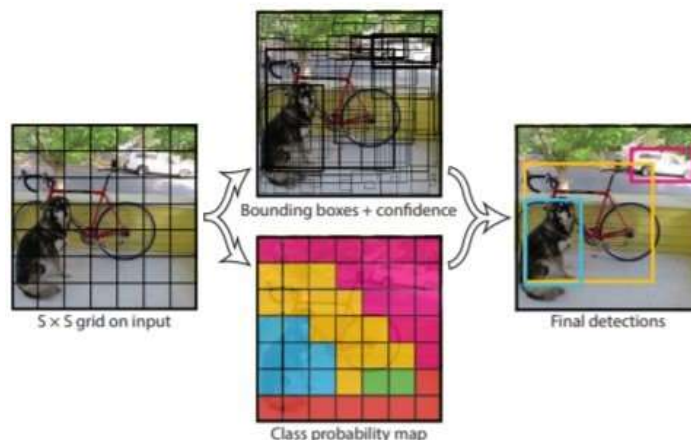 Bounding boxes + confidence
S × S grid on input
Final detections
Class probability map